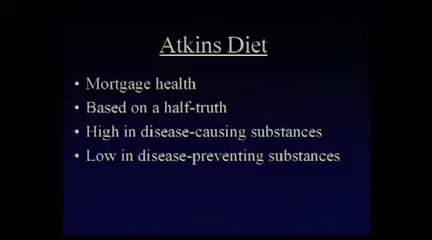 Atkins Diet
• Mortgage health
• Based on a half-truth
• High in disease-causing substances
• Low in disease-preventing substances